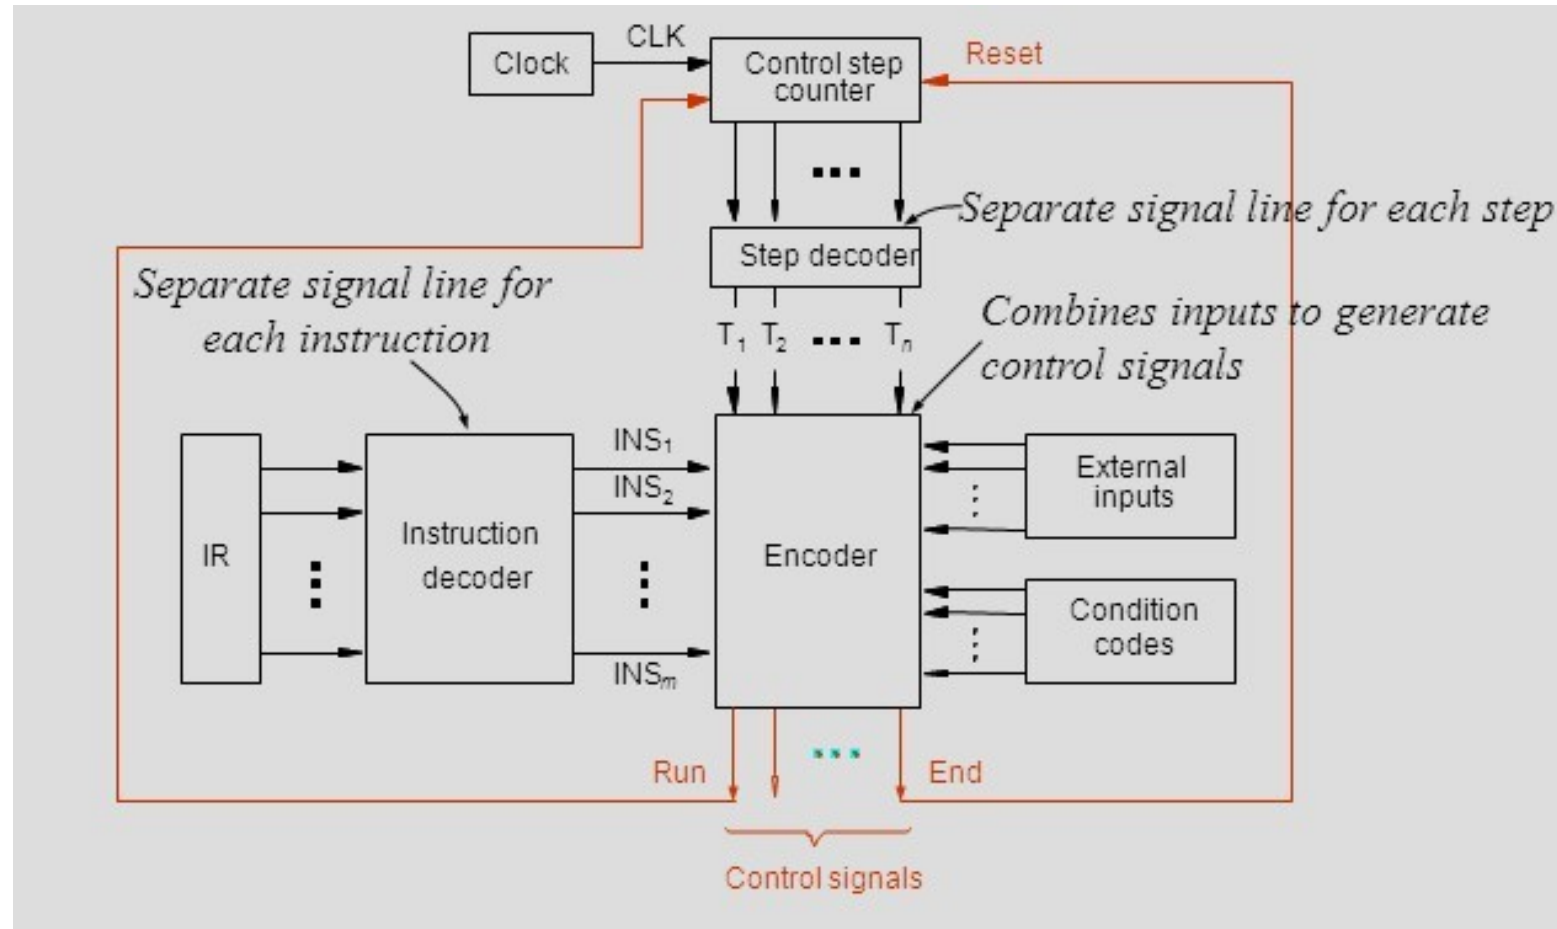 CLK
Clock
Control step
counter
Reset
Separate signal line for each step
Step decoder
Separate signal line for
each instruction
T1 T2 Tn
Combines inputs to generate
control signals
IR
Instruction
decoder
INS1
INS2
INSm
Encoder
External
inputs
Condition
codes
Run
End
Control signals